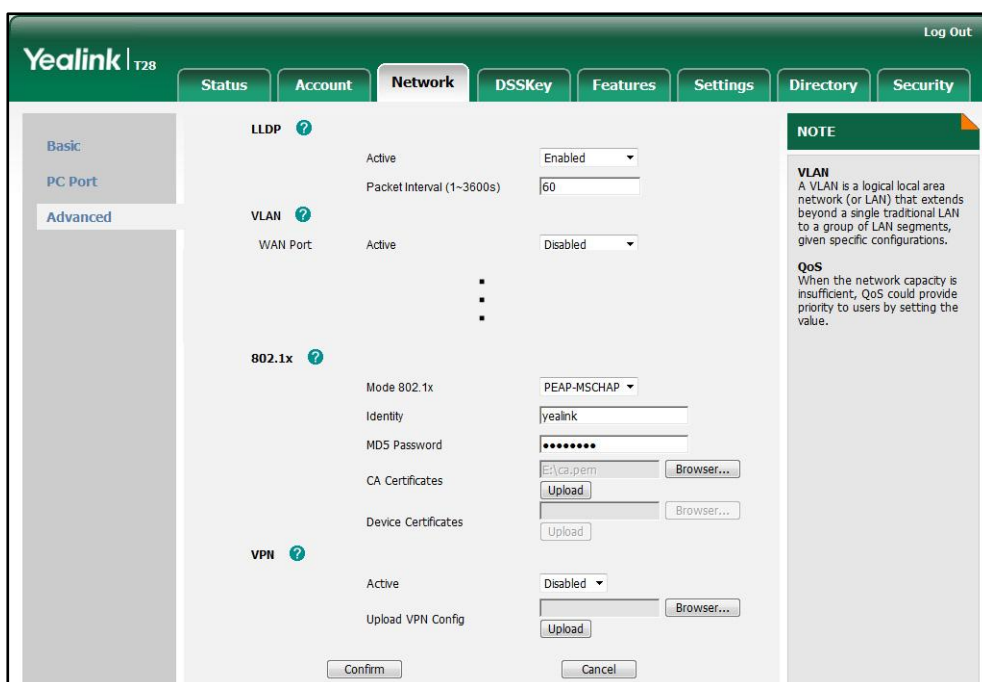 Log Out
Yealink | T28
Status Account Network DSSKey Features Settings Directory Security
Basic
PC Port
Advanced
LLDP ?
Active Enabled
Packet Interval (1~3600s) 60
VLAN ?
WAN Port Active Disabled
802.1x ?
Mode 802.1x PEAP-MSCHAP
Identity yealink
MD5 Password ••••••••
CA Certificates E:\ca.pem Browser...
Upload
Device Certificates Browser...
Upload
VPN ?
Active Disabled
Upload VPN Config Browser...
Upload
Confirm Cancel
NOTE
VLAN
A VLAN is a logical local area
network (or LAN) that extends
beyond a single traditional LAN
to a group of LAN segments,
given specific configurations.
QoS
When the network capacity is
insufficient, QoS could provide
priority to users by setting the
value.